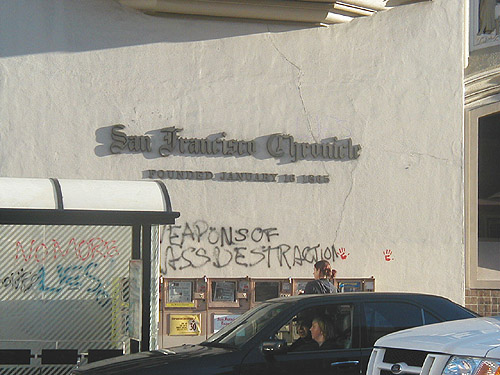 San Francisco Chronicle
FOUNDED JANUARY 16 1865
EAPONS OF
ASS DESTRACTION
NO MORE
LIES